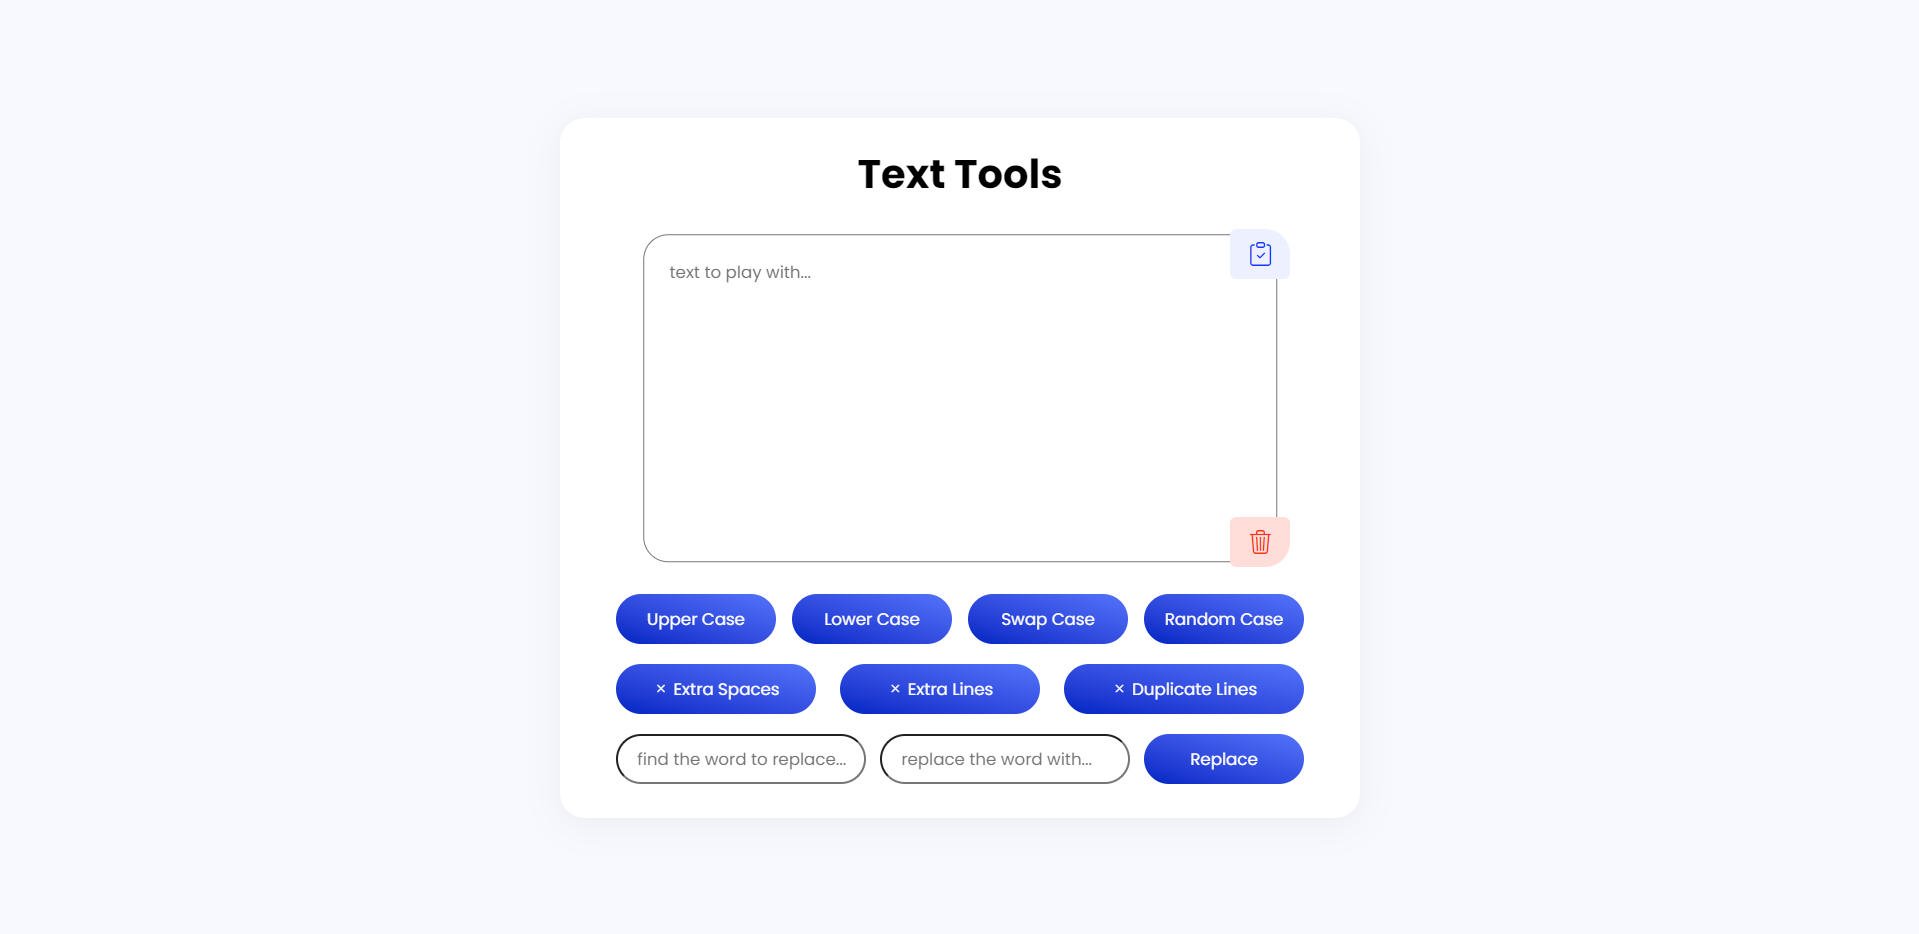 Text Tools
text to play with...
Upper Case Lower Case Swap Case Random Case
× Extra Spaces × Extra Lines × Duplicate Lines
find the word to replace... replace the word with... Replace